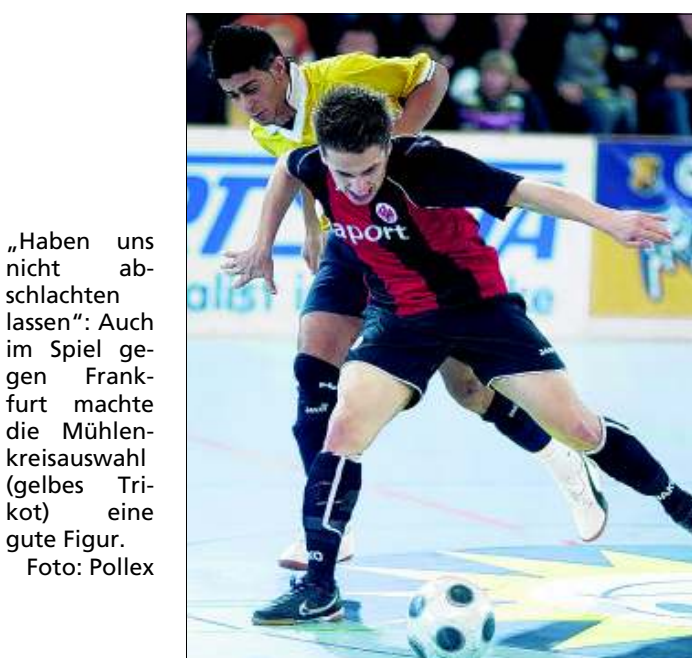 „Haben uns
nicht ab-
schlachten
lassen“: Auch
im Spiel ge-
gen Frank-
furt machte
die Mühlen-
kreisauswahl
(gelbes Tri-
kot) eine
gute Figur.
Foto: Pollex
aport
JAKO